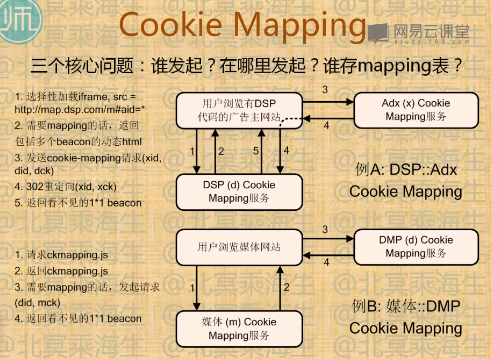 师
Cookie Mapping
网易云课堂
study.163.com
三个核心问题：谁发起？在哪里发起？谁存mapping表？
1. 选择性加载iframe, src =
http://map.dsp.com/m#aid=*
2. 需要mapping的话，返回
包括多个beacon的动态html
3. 发送cookie-mapping请求(xid,
did, dck)
4. 302重定向(xid, xck)
5. 返回看不见的1*1 beacon
用户浏览有DSP
代码的广告主网站
3
4
Adx (x) Cookie
Mapping服务
1
2
5
4
DSP (d) Cookie
Mapping服务
例A: DSP::Adx
Cookie Mapping
1. 请求ckmapping.js
2. 返回ckmapping.js
3. 需要mapping的话，发起请求
(did, mck)
4. 返回看不见的1*1 beacon
用户浏览媒体网站
3
4
DMP (d) Cookie
Mapping服务
1
2
媒体 (m) Cookie
Mapping服务
例B: 媒体::DMP
Cookie Mapping
@北冥乘海生